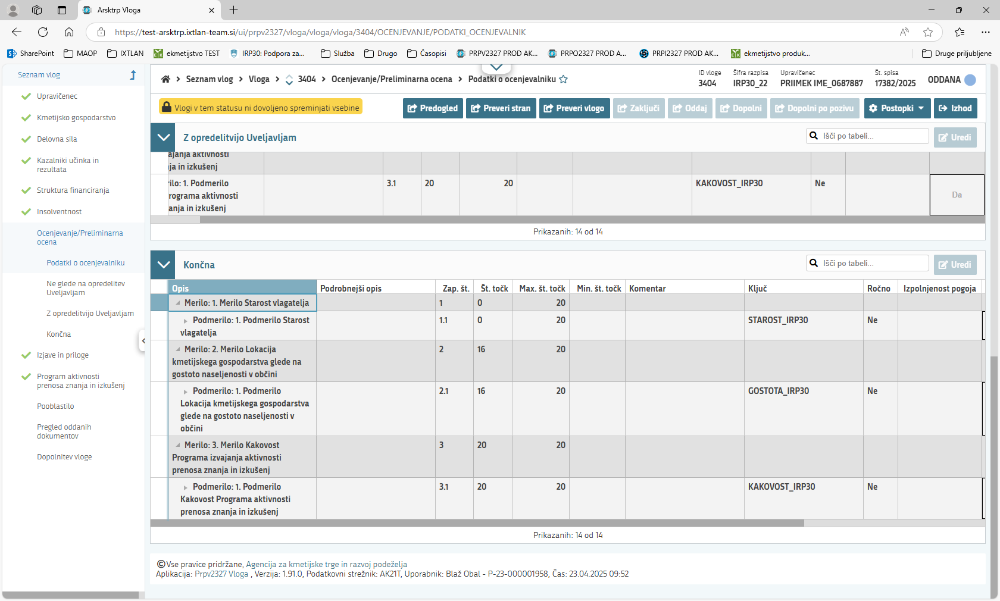 Arsktrp Vloga
https://test-arsktrp.ixtlan-team.si/ui/prpv2327/vloga/vloga/vloga/3404/OCENJEVANJE/PODATKI_OCENJEVALNIK
SharePoint MAOP IXTLAN ekmetijstvo TEST IRP30: Podpora za... Služba Drugo Časopisi PRPV2327 PROD AK... PRPO2327 PROD A... PRPI2327 PROD AK... ekmetijstvo produk... Druge priljubljene
Seznam vlog
Upravičenec
Kmetijsko gospodarstvo
Delovna sila
Kazalniki učinka in
rezultata
Struktura financiranja
Insolventnost
Ocenjevanje/Preliminarna
ocena
Podatki o ocenjevalniku
Ne glede na opredelitev
Uveljavljam
Z opredelitvijo Uveljavljam
Končna
Izjave in priloge
Program aktivnosti
prenosa znanja in izkušenj
Pooblastilo
Pregled oddanih
dokumentov
Dopolnitev vloge
Seznam vlog Vloga 3404 Ocenjevanje/Preliminarna ocena Podatki o ocenjevalniku
ID vloge Šifra razpisa Upravičenec Št. spisa
3404 IRP30_22 PRIIMEK IME_0687887 17382/2025 ODDANA
Vlogi v tem statusu ni dovoljeno spreminjati vsebine
Predogled Preveri stran Preveri vlogo Zaključi Oddaj Dopolni Dopolni po pozivu Postopki Izhod
Z opredelitvijo Uveljavljam Išči po tabeli... Uredi
ajanja aktivnosti
ja in izkušenj
rilo: 1. Podmerilo 3.1 20 20 KAKOVOST_IRP30 Ne
rograma aktivnosti Da
anja in izkušenj
Prikazanih: 14 od 14
Končna Išči po tabeli... Uredi
Opis Podrobnejši opis Zap. št. Št. točk Max. št. točk Min. št. točk Komentar Ključ Ročno Izpolnjenost pogoja
Merilo: 1. Merilo Starost vlagatelja 1 0 20
Podmerilo: 1. Podmerilo Starost 1.1 0 20 STAROST_IRP30 Ne
vlagatelja
Merilo: 2. Merilo Lokacija 2 16 20
kmetijskega gospodarstva glede na
gostoto naseljenosti v občini
Podmerilo: 1. Podmerilo 2.1 16 20 GOSTOTA_IRP30 Ne
Lokacija kmetijskega gospodarstva
glede na gostoto naseljenosti v
občini
Merilo: 3. Merilo Kakovost 3 20 20
Programa izvajanja aktivnosti
prenosa znanja in izkušenj
Podmerilo: 1. Podmerilo 3.1 20 20 KAKOVOST_IRP30 Ne
Kakovost Programa aktivnosti
prenosa znanja in izkušenj
Prikazanih: 14 od 14
©Vse pravice pridržane, Agencija za kmetijske trge in razvoj podeželja
Aplikacija: Prpv2327 Vloga , Verzija: 1.91.0, Podatkovni strežnik: AK21T, Uporabnik: Blaž Obal - P-23-000001958, Čas: 23.04.2025 09:52